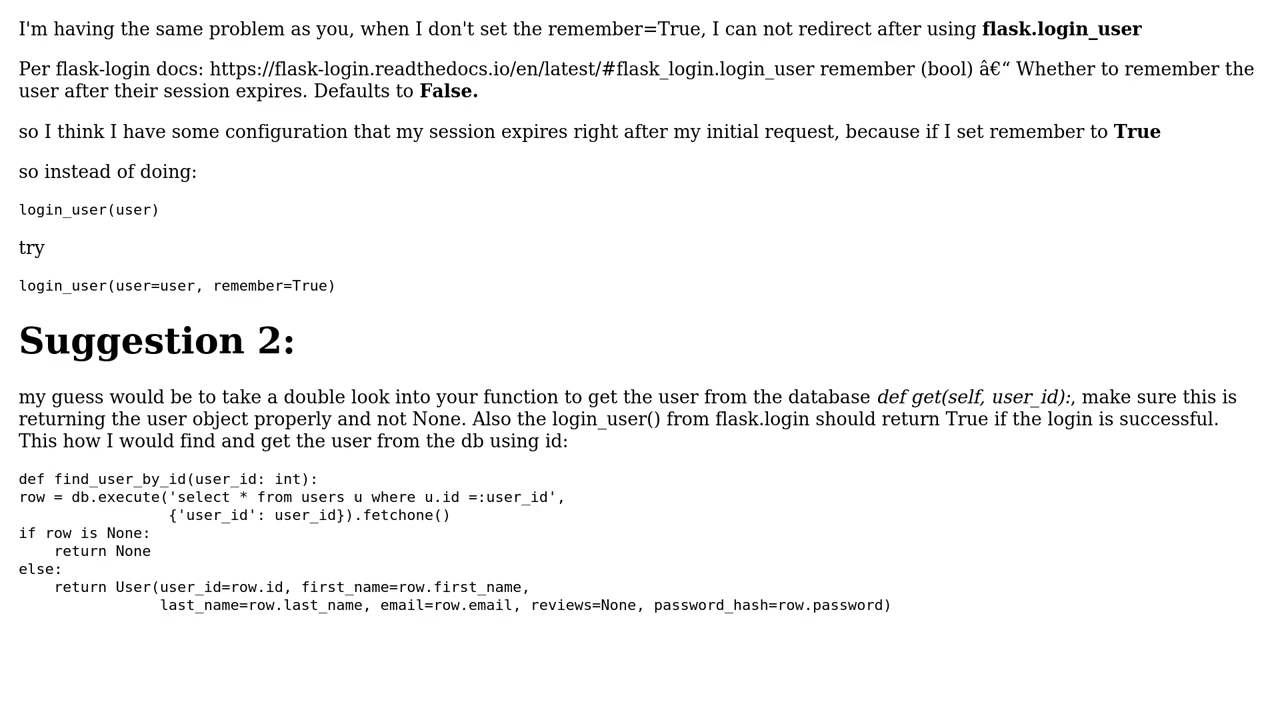 I'm having the same problem as you, when I don't set the remember=True, I can not redirect after using flask.login_user
Per flask-login docs: https://flask-login.readthedocs.io/en/latest/#flask_login.login_user remember (bool) â€“ Whether to remember the
user after their session expires. Defaults to False.
so I think I have some configuration that my session expires right after my initial request, because if I set remember to True
so instead of doing:
login_user(user)
try
login_user(user=user, remember=True)
Suggestion 2:
my guess would be to take a double look into your function to get the user from the database def get(self, user_id):, make sure this is
returning the user object properly and not None. Also the login_user() from flask.login should return True if the login is successful.
This how I would find and get the user from the db using id:
def find_user_by_id(user_id: int):
row = db.execute('select * from users u where u.id =:user_id',
                 {'user_id': user_id}).fetchone()
if row is None:
    return None
else:
    return User(user_id=row.id, first_name=row.first_name,
                last_name=row.last_name, email=row.email, reviews=None, password_hash=row.password)